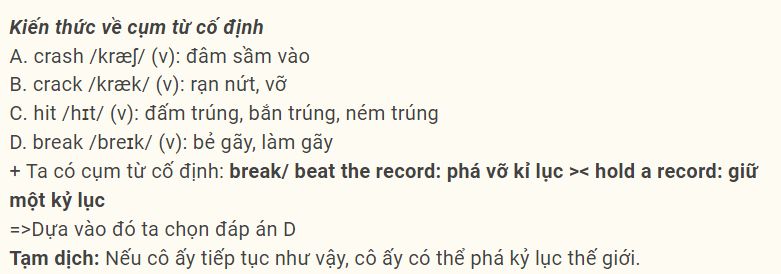 Kiến thức về cụm từ cố định
A. crash /kræʃ/ (v): đâm sầm vào
B. crack /kræk/ (v): rạn nứt, vỡ
C. hit /hɪt/ (v): đấm trúng, bắn trúng, ném trúng
D. break /breɪk/ (v): bẻ gãy, làm gãy
+ Ta có cụm từ cố định: break/ beat the record: phá vỡ kỉ lục >< hold a record: giữ
một kỷ lục
=>Dựa vào đó ta chọn đáp án D
Tạm dịch: Nếu cô ấy tiếp tục như vậy, cô ấy có thể phá kỷ lục thế giới.